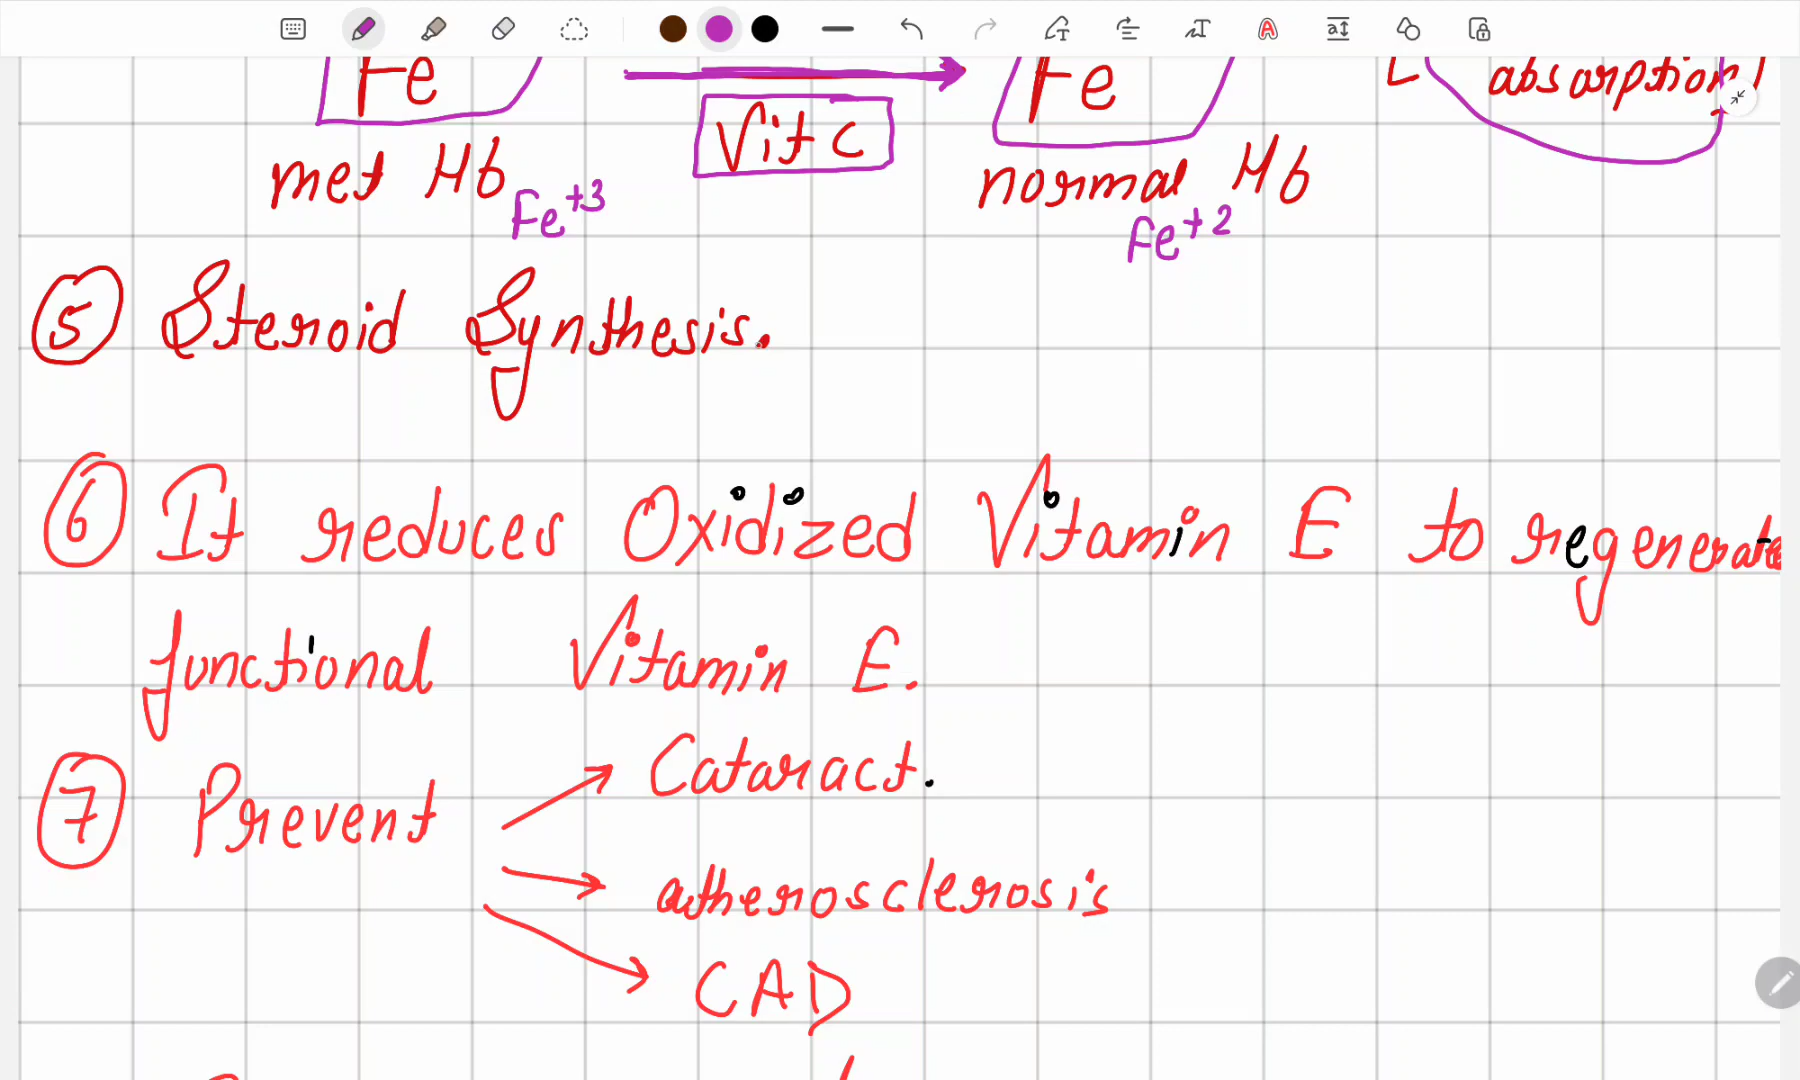 Fe Fe absorption
Vit C
met Hb normal Hb
Fe+3 Fe+2
5 Steroid Synthesis.
6 It reduces Oxidized Vitamin E to regenerate
functional Vitamin E.
7 Prevent Cataract.
atherosclerosis
CAD